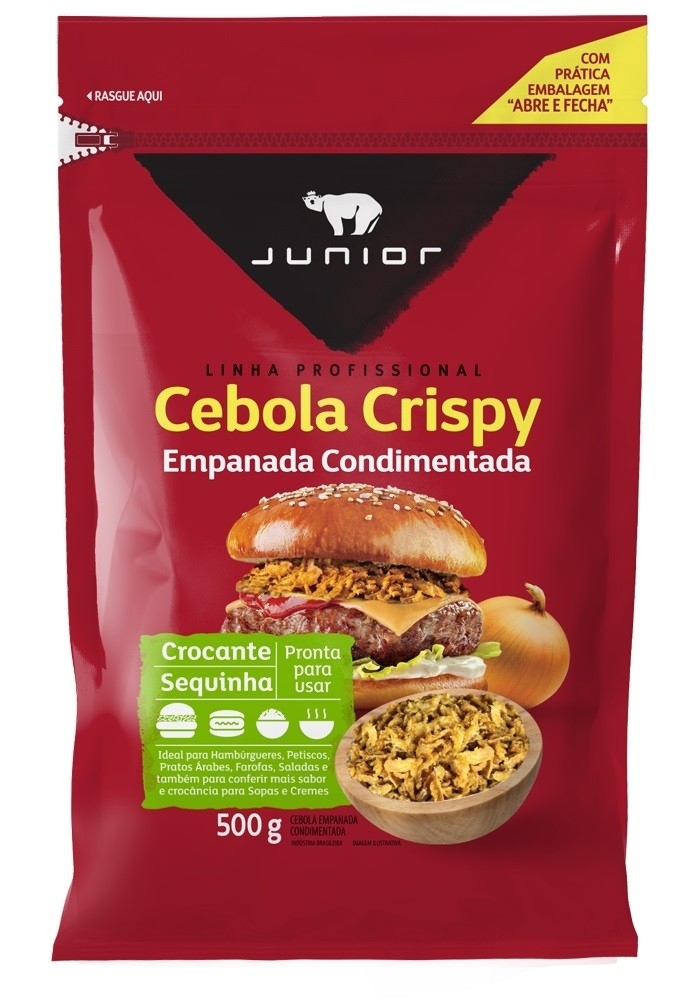 COM
PRÁTICA
EMBALAGEM
"ABRE E FECHA"
RASGUE AQUI
JUNIOR
LINHA PROFISSIONAL
Cebola Crispy
Empanada Condimentada
Crocante
Sequinha
Pronta
para
usar
Ideal para Hambúrgueres, Petiscos,
Pratos Árabes, Farofas, Saladas e
também para conferir mais sabor
e crocância para Sopas e Cremes
500 g
CEBOLA EMPANADA
CONDIMENTADA
INDÚSTRIA BRASILEIRA IMAGEM ILUSTRATIVA